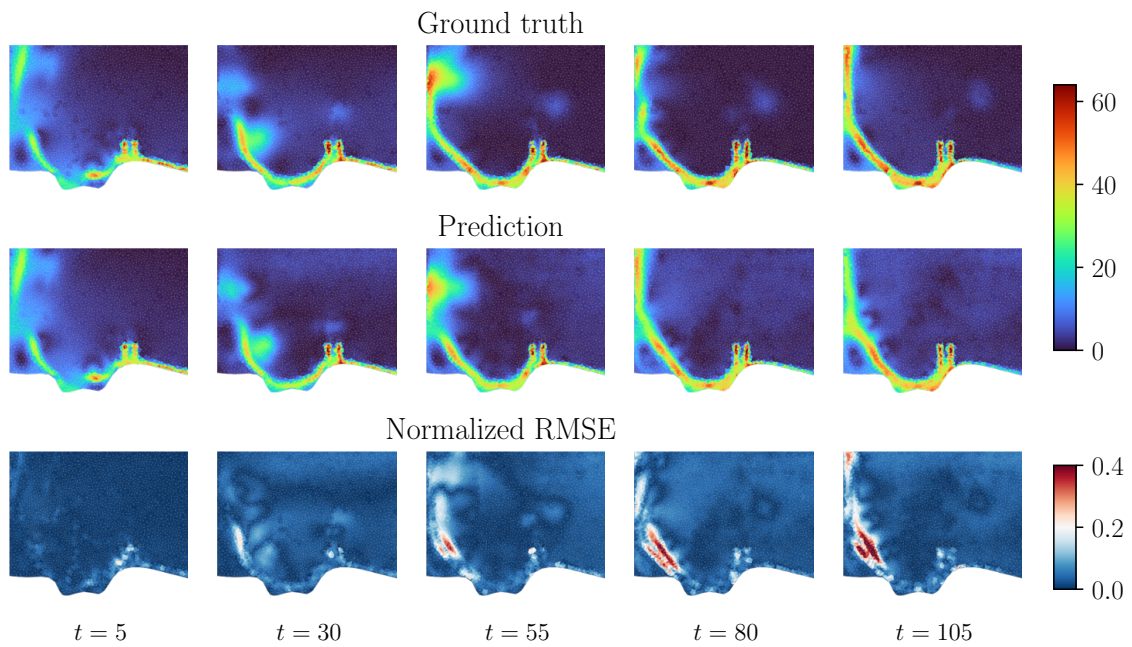 Ground truth
60
40
20
0
Prediction
Normalized RMSE
0.4
0.2
0.0
t = 5
t = 30
t = 55
t = 80
t = 105